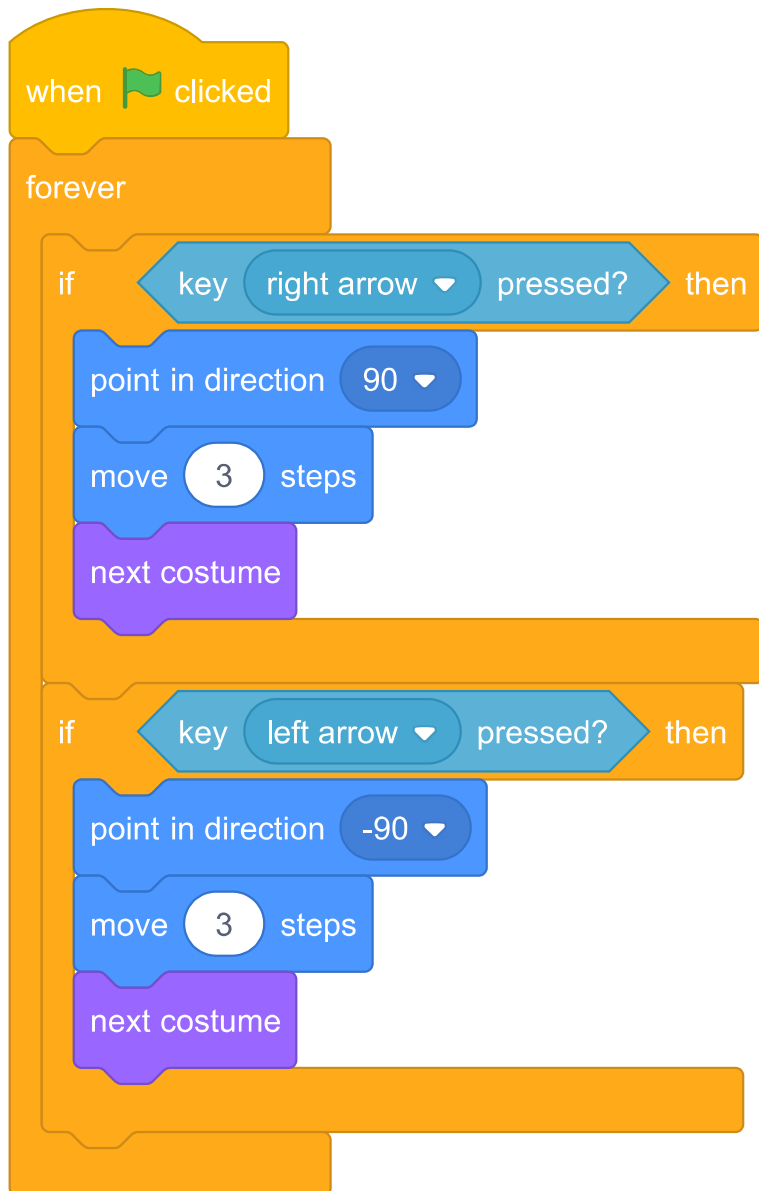 when clicked
forever
if key right arrow pressed? then
point in direction 90
move 3 steps
next costume
if key left arrow pressed? then
point in direction -90
move 3 steps
next costume